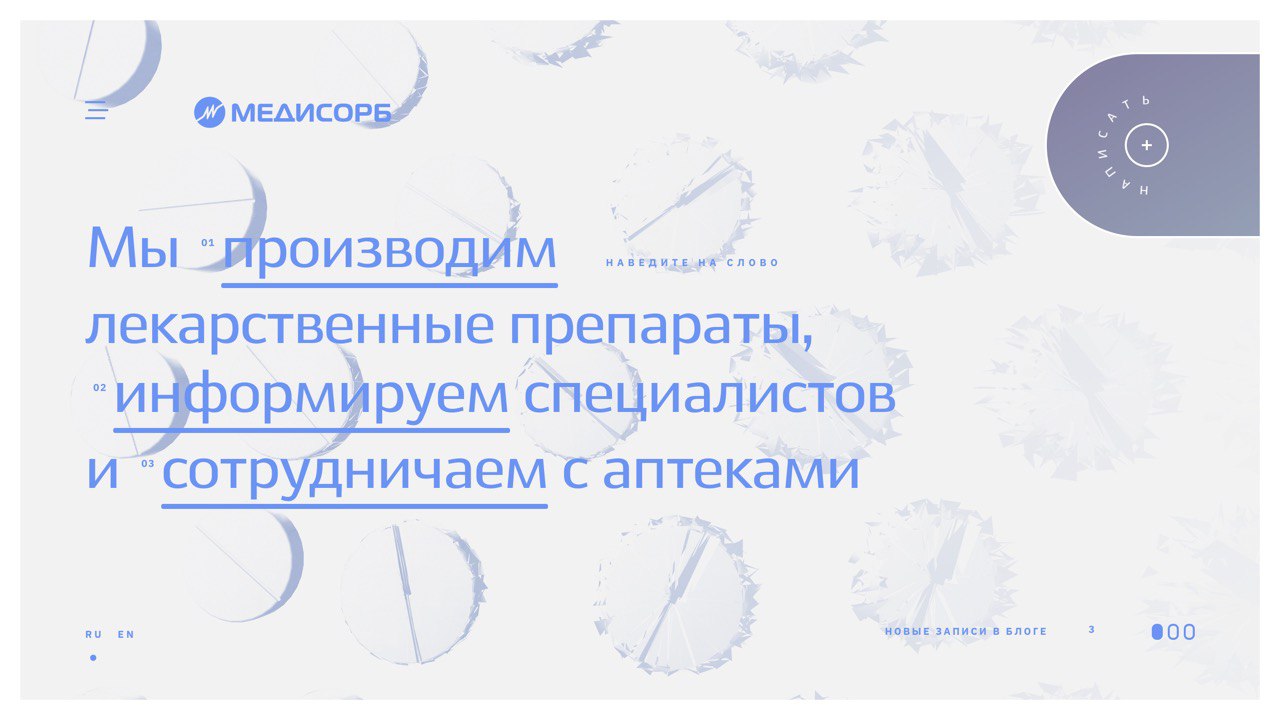 МЕДИСОРБ
НАПИСАТЬ
+
Мы 01 производим
НАВЕДИТЕ НА СЛОВО
лекарственные препараты,
02 информируем специалистов
и 03 сотрудничаем с аптеками
RU EN
НОВЫЕ ЗАПИСИ В БЛОГЕ 3